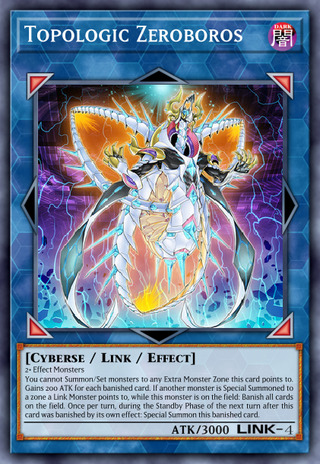 Topologic Zeroboros
DARK
闇
[Cyberse / Link / Effect]
2+ Effect Monsters
You cannot Summon/Set monsters to any Extra Monster Zone this card points to.
Gains 200 ATK for each banished card. If another monster is Special Summoned to
a zone a Link Monster points to, while this monster is on the field: Banish all cards
on the field. Once per turn, during the Standby Phase of the next turn after this
card was banished by its own effect: Special Summon this banished card.
ATK/3000 LINK-4